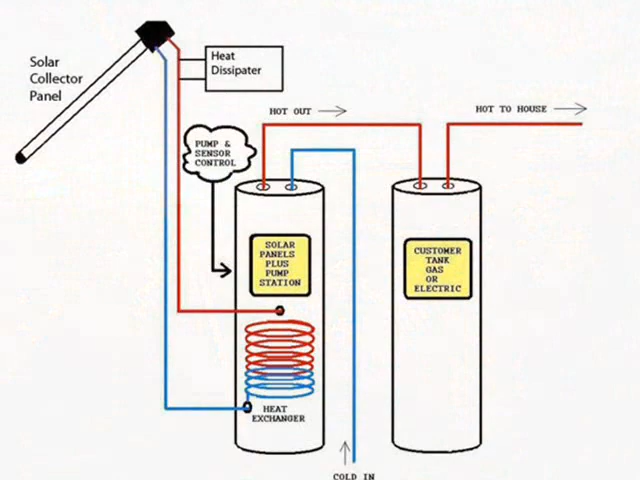 Solar
Collector
Panel
Heat
Dissipater
HOT OUT
HOT TO HOUSE
PUMP &
SENSOR
CONTROL
SOLAR
PANELS
PLUS
PUMP
STATION
CUSTOMER
TANK
GAS
OR
ELECTRIC
HEAT
EXCHANGER
COLD IN